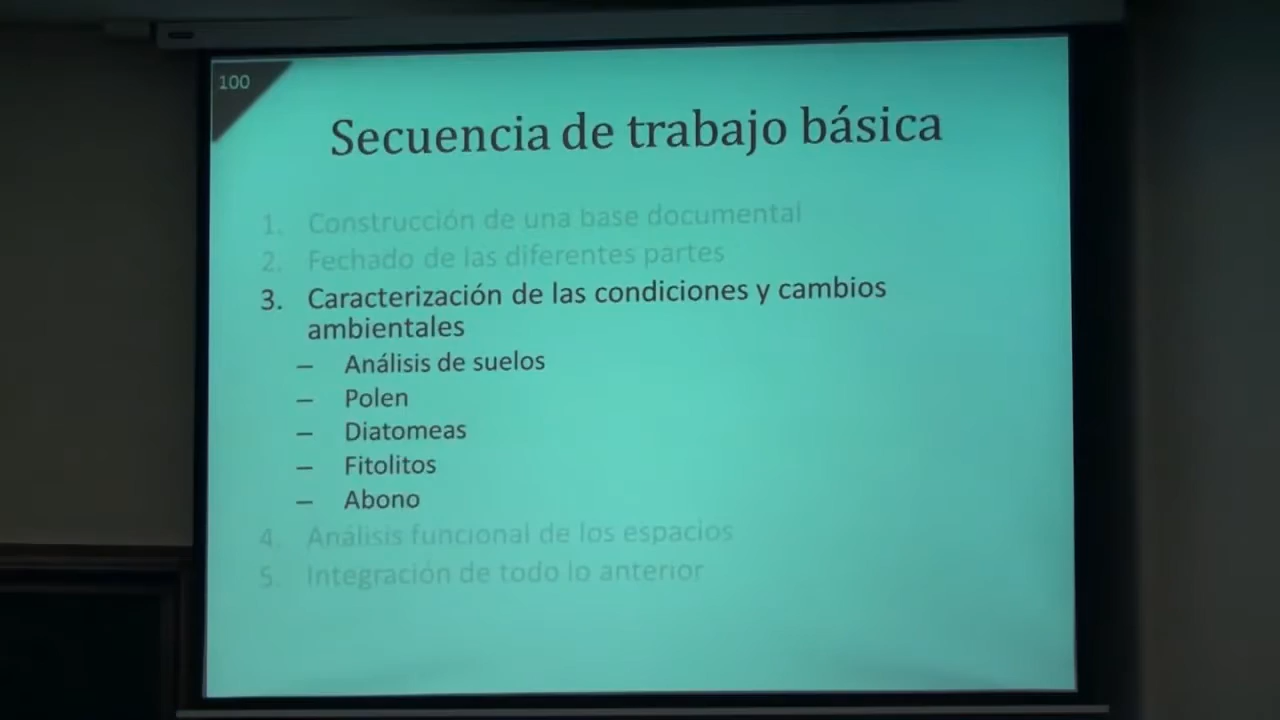 100
Secuencia de trabajo básica
1. Construcción de una base documental
2. Fechado de las diferentes partes
3. Caracterización de las condiciones y cambios
ambientales
– Análisis de suelos
– Polen
– Diatomeas
– Fitolitos
– Abono
4. Análisis funcional de los espacios
5. Integración de todo lo anterior